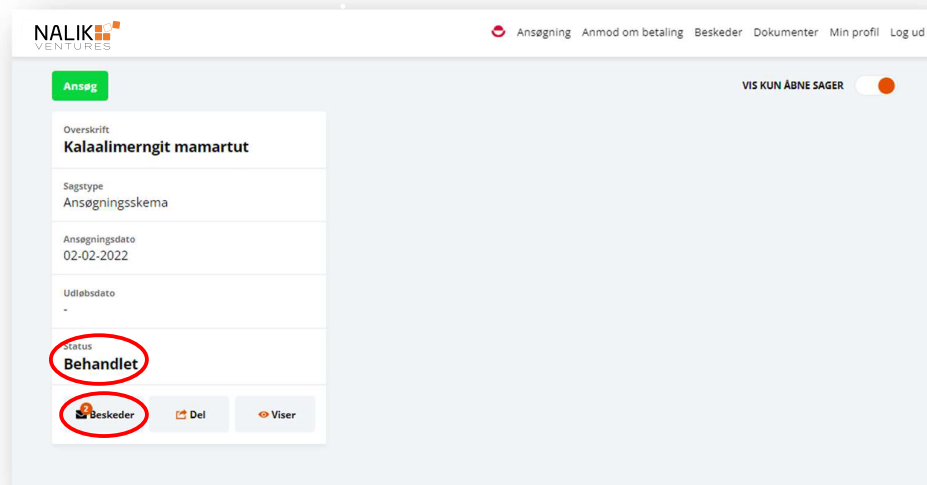 NALIK
VENTURES
Ansøgning Anmod om betaling Beskeder Dokumenter Min profil Log ud
Ansøg
VIS KUN ÅBNE SAGER
Overskrift
Kalaalimerngit mamartut
Sagstype
Ansøgningsskema
Ansøgningsdato
02-02-2022
Udløbsdato
-
Status
Behandlet
2
Beskeder Del Viser